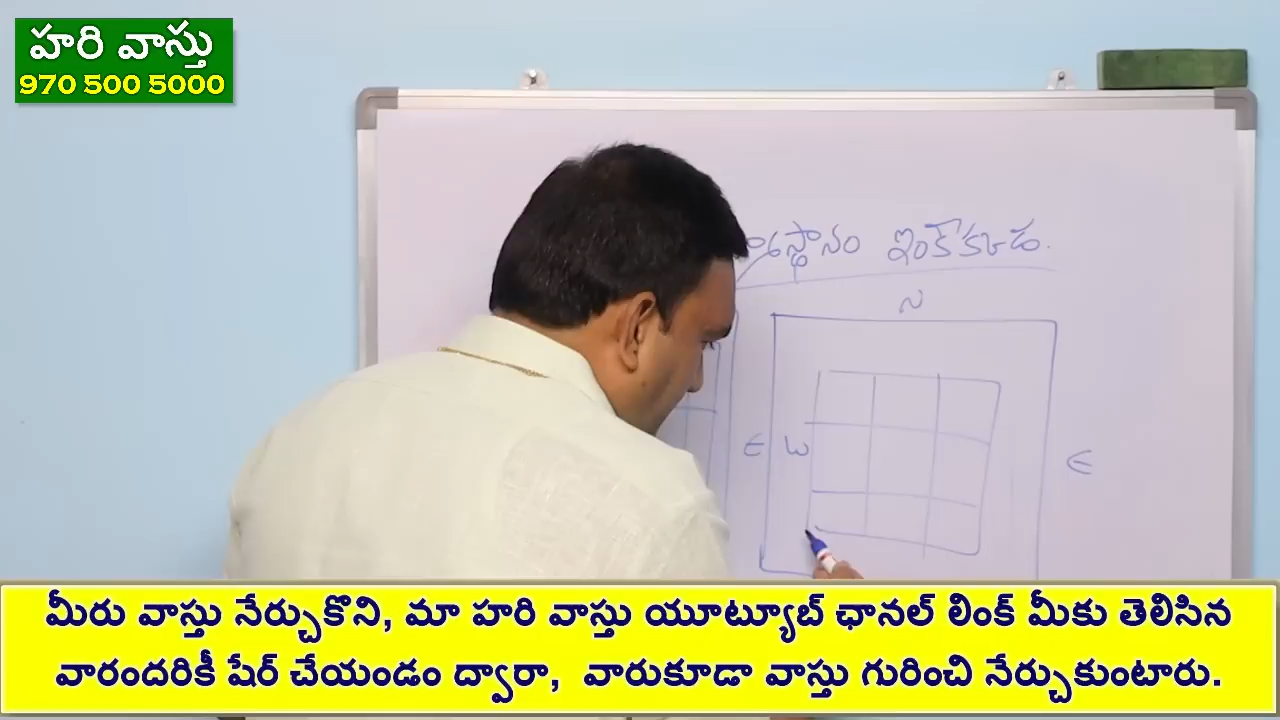 హరి వాస్తు
970 500 5000
ఇంకెక్కడ.
N
E W E
మీరు వాస్తు నేర్చుకొని, మా హరి వాస్తు యూట్యూబ్ ఛానల్ లింక్ మీకు తెలిసిన
వారందరికీ షేర్ చేయండం ద్వారా, వారుకూడా వాస్తు గురించి నేర్చుకుంటారు.